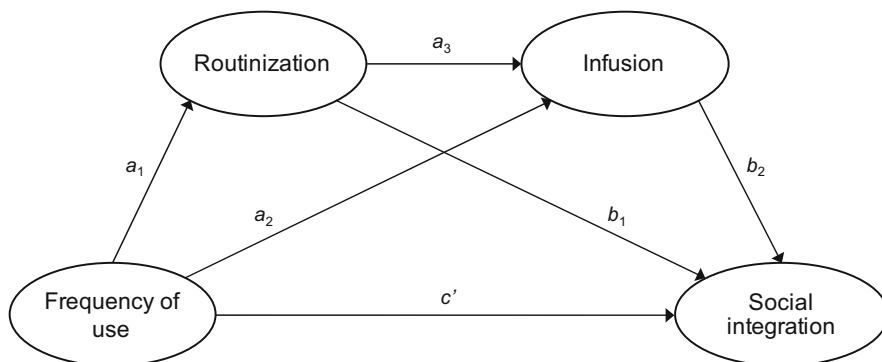 Routinization
a₃
Infusion
a₁
a₂
b₁
b₂
Frequency of
use
c’
Social
integration